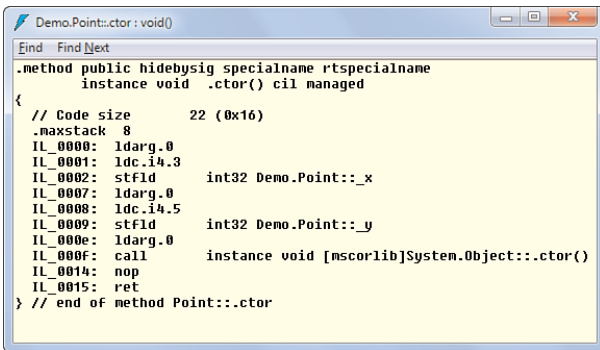 Demo.Point::.ctor : void()
Find Find Next
.method public hidebysig specialname rtspecialname
        instance void  .ctor() cil managed
{
  // Code size       22 (0x16)
  .maxstack  8
  IL_0000:  ldarg.0
  IL_0001:  ldc.i4.3
  IL_0002:  stfld      int32 Demo.Point::_x
  IL_0007:  ldarg.0
  IL_0008:  ldc.i4.5
  IL_0009:  stfld      int32 Demo.Point::_y
  IL_000e:  ldarg.0
  IL_000f:  call       instance void [mscorlib]System.Object::.ctor()
  IL_0014:  nop
  IL_0015:  ret
} // end of method Point::.ctor